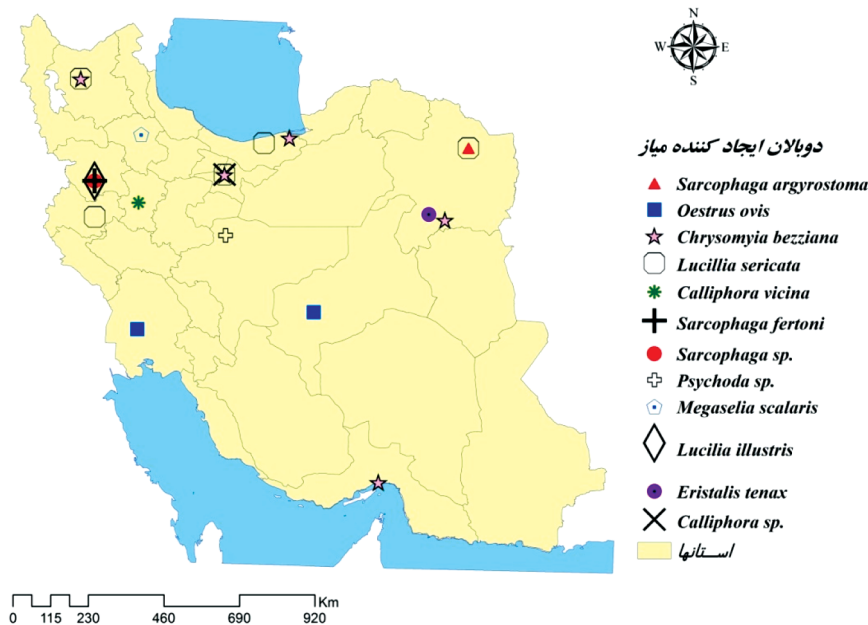 N
W E
S
دوبالان ایجاد کننده میاز
Sarcophaga argyrostoma
Oestrus ovis
Chrysomyia bezziana
Lucillia sericata
Calliphora vicina
Sarcophaga fertoni
Sarcophaga sp.
Psychoda sp.
Megaselia scalaris
Lucilia illustris
Eristalis tenax
Calliphora sp.
استانها
Km
0 115 230 460 690 920